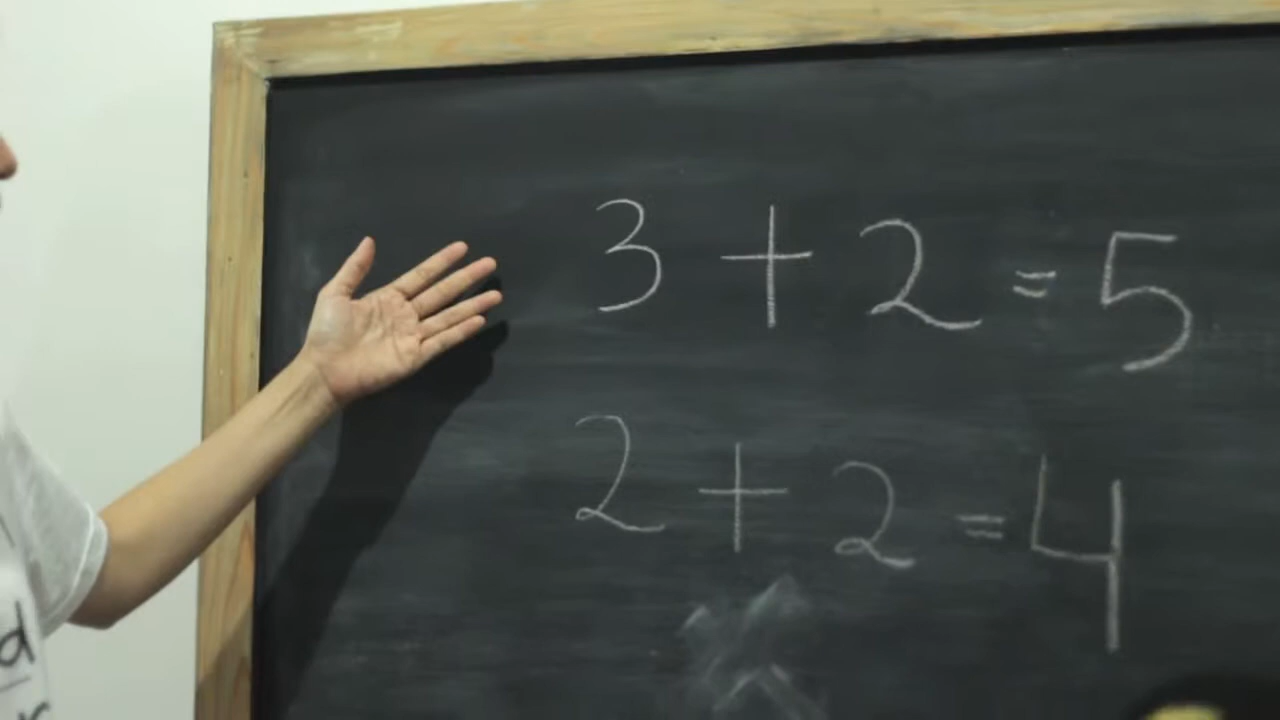 3 + 2 = 5
2 + 2 = 4
d